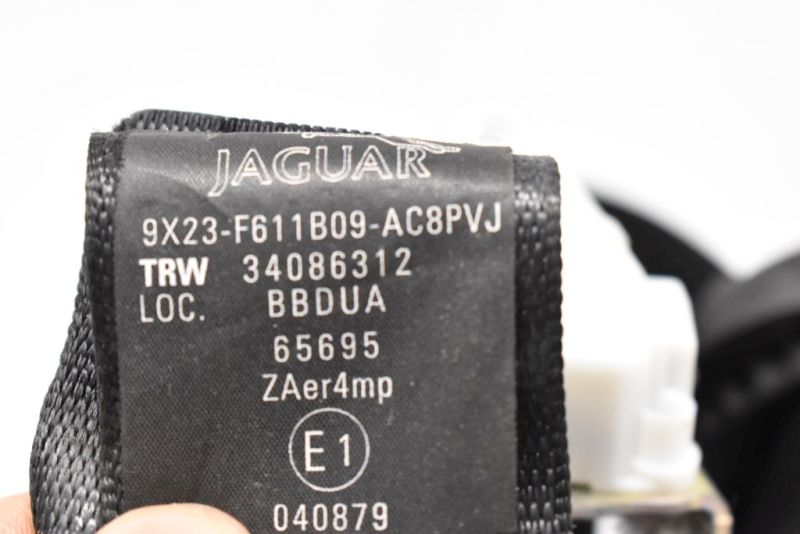 JAGUAR
9X23-F611B09-AC8PVJ
TRW 34086312
LOC. BBDUA
65695
ZAer4mp
E1
040879